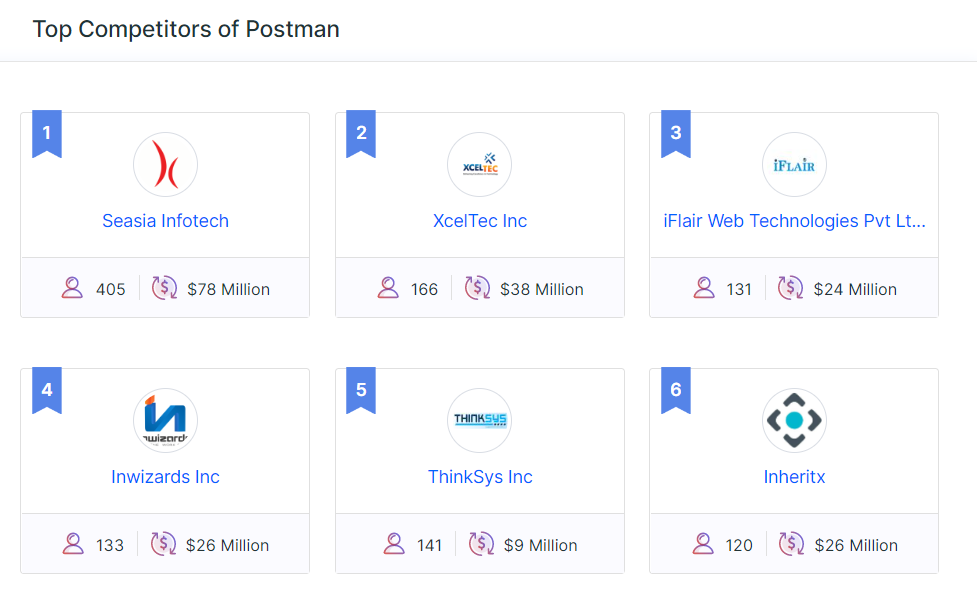 Top Competitors of Postman
1
2
3
XCELTEC
iFLAIR
Seasia Infotech
XcelTec Inc
iFlair Web Technologies Pvt Lt...
405
$78 Million
166
$38 Million
131
$24 Million
4
5
6
inwizards
THINKSYS
Inwizards Inc
ThinkSys Inc
Inheritx
133
$26 Million
141
$9 Million
120
$26 Million